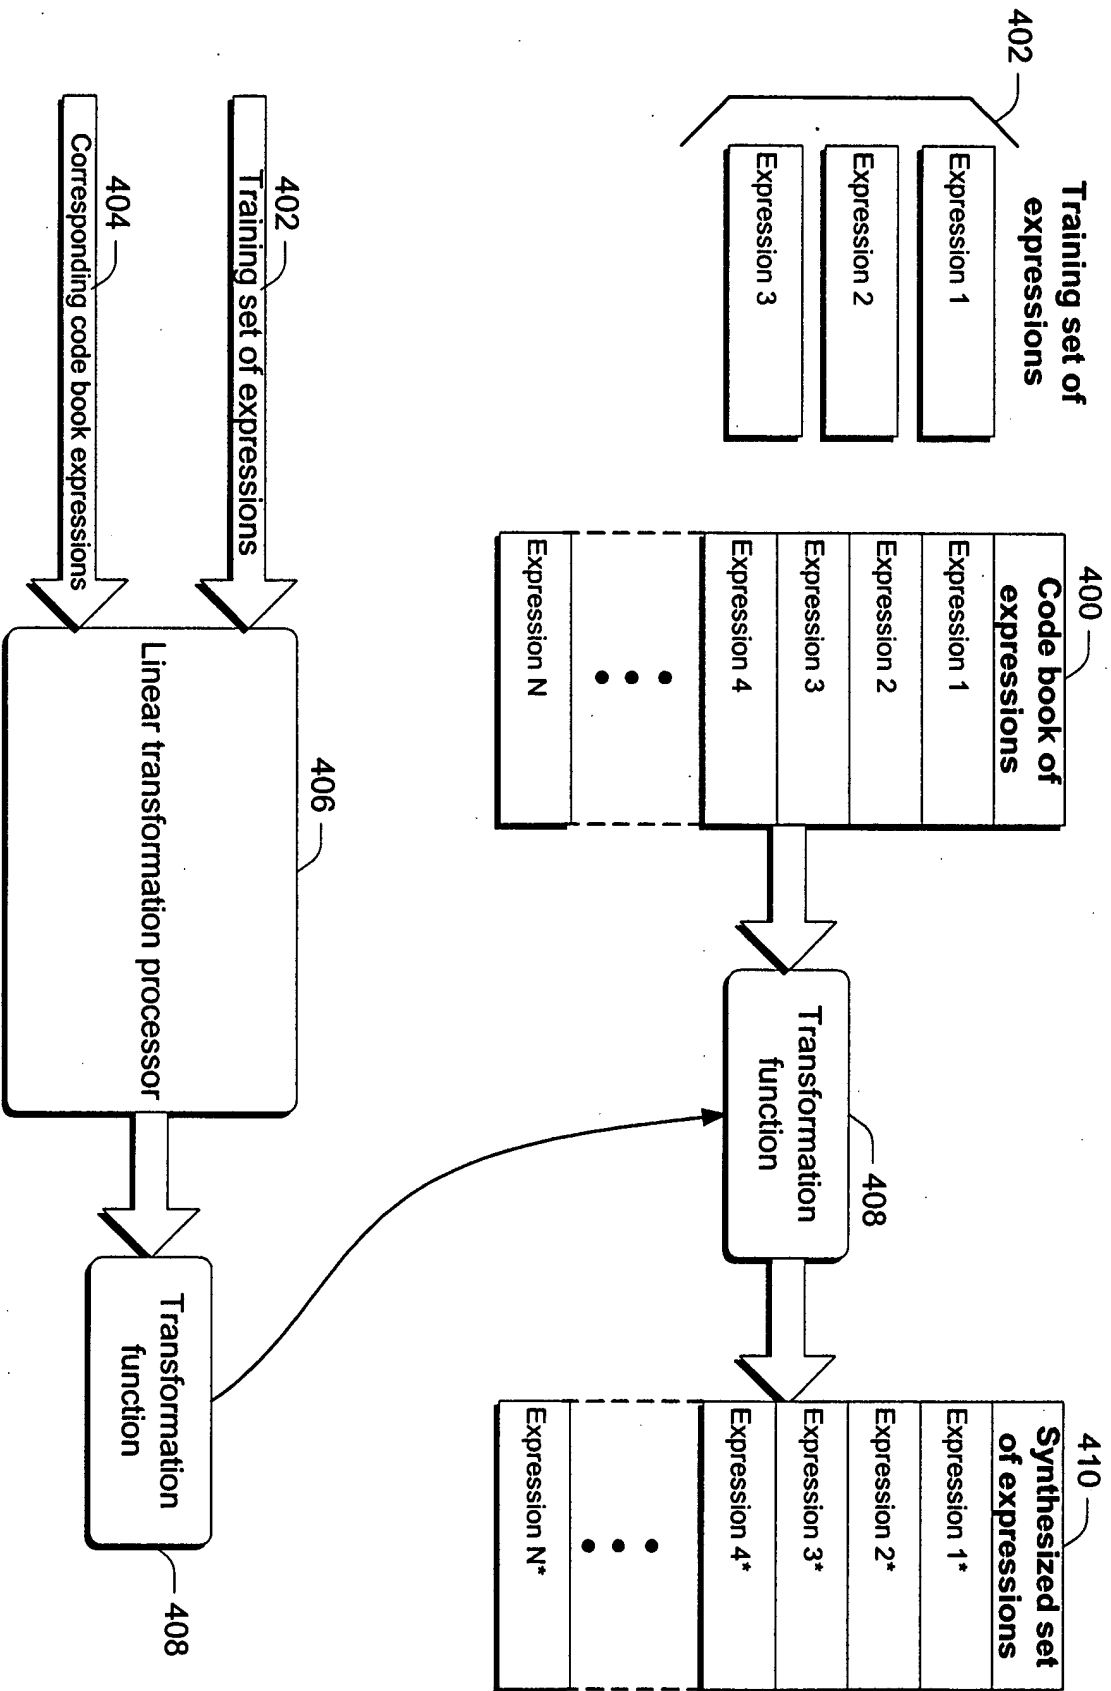 402
Training set of
expressions
Expression 1
Expression 2
Expression 3
400
Code book of
expressions
Expression 1
Expression 2
Expression 3
Expression 4
Expression N
Transformation
function
408
410
Synthesized set
of expressions
Expression 1*
Expression 2*
Expression 3*
Expression 4*
Expression N*
402
Training set of expressions
404
Corresponding code book expressions
406
Linear transformation processor
Transformation
function
408